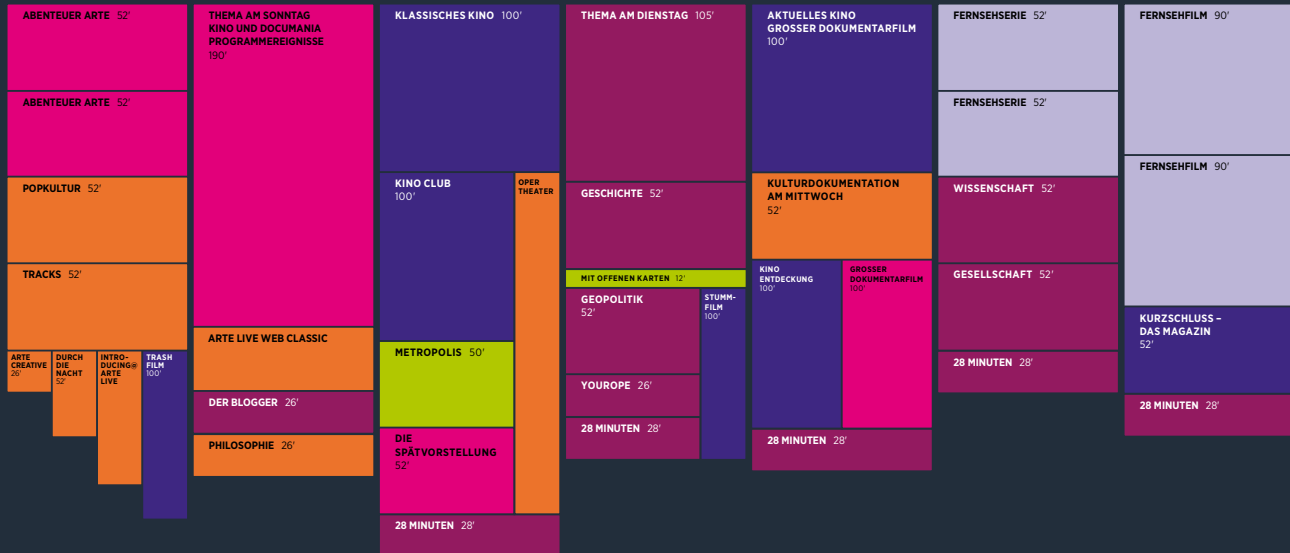 ABENTEUER ARTE 52'
ABENTEUER ARTE 52'
POPKULTUR 52'
TRACKS 52'
ARTE
CREATIVE
26'
DURCH
DIE
NACHT
52'
INTRO-
DUCING@
ARTE
LIVE
TRASH
FILM
100'
THEMA AM SONNTAG
KINO UND DOCUMANIA
PROGRAMMEREIGNISSE
190'
ARTE LIVE WEB CLASSIC
DER BLOGGER 26'
PHILOSOPHIE 26'
KLASSISCHES KINO 100'
KINO CLUB
100'
OPER
THEATER
METROPOLIS 50'
DIE
SPÄTVORSTELLUNG
52'
28 MINUTEN 28'
THEMA AM DIENSTAG 105'
GESCHICHTE 52'
MIT OFFENEN KARTEN 12'
GEOPOLITIK
52'
STUMM-
FILM
100'
YOUROPE 26'
28 MINUTEN 28'
AKTUELLES KINO
GROSSER DOKUMENTARFILM
100'
KULTURDOKUMENTATION
AM MITTWOCH
52'
KINO
ENTDECKUNG
100'
GROSSER
DOKUMENTARFILM
100'
28 MINUTEN 28'
FERNSEHSERIE 52'
FERNSEHSERIE 52'
WISSENSCHAFT 52'
GESELLSCHAFT 52'
28 MINUTEN 28'
FERNSEHFILM 90'
FERNSEHFILM 90'
KURZSCHLUSS –
DAS MAGAZIN
52'
28 MINUTEN 28'